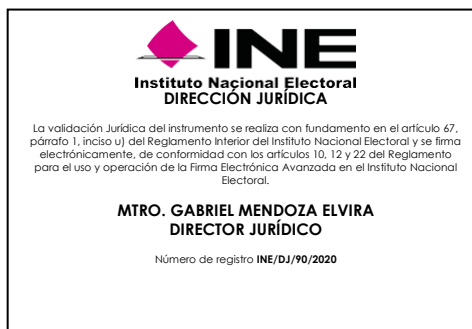 INE
Instituto Nacional Electoral
DIRECCIÓN JURÍDICA
La validación Jurídica del instrumento se realiza con fundamento en el artículo 67,
párrafo 1, inciso u) del Reglamento Interior del Instituto Nacional Electoral y se firma
electrónicamente, de conformidad con los artículos 10, 12 y 22 del Reglamento
para el uso y operación de la Firma Electrónica Avanzada en el Instituto Nacional
Electoral.
MTRO. GABRIEL MENDOZA ELVIRA
DIRECTOR JURÍDICO
Número de registro INE/DJ/90/2020